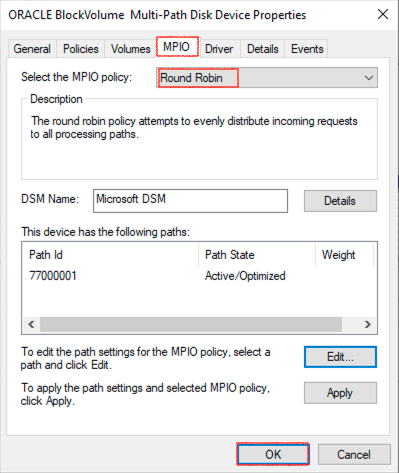 ORACLE BlockVolume  Multi-Path Disk Device Properties
General Policies Volumes MPIO Driver Details Events
Select the MPIO policy: Round Robin
Description
The round robin policy attempts to evenly distribute incoming requests
to all processing paths.
DSM Name: Microsoft DSM Details
This device has the following paths:
Path Id Path State Weight
77000001 Active/Optimized
To edit the path settings for the MPIO policy, select a
path and click Edit. Edit...
To apply the path settings and selected MPIO policy,
click Apply. Apply
OK Cancel